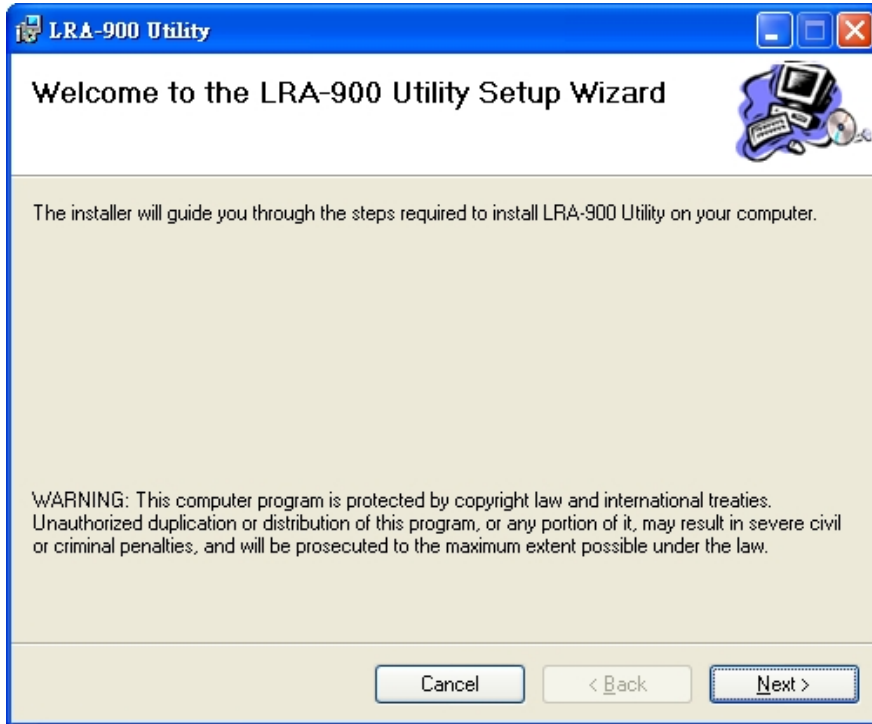 LRA-900 Utility
Welcome to the LRA-900 Utility Setup Wizard
The installer will guide you through the steps required to install LRA-900 Utility on your computer.
WARNING: This computer program is protected by copyright law and international treaties.
Unauthorized duplication or distribution of this program, or any portion of it, may result in severe civil
or criminal penalties, and will be prosecuted to the maximum extent possible under the law.
Cancel
< Back
Next >